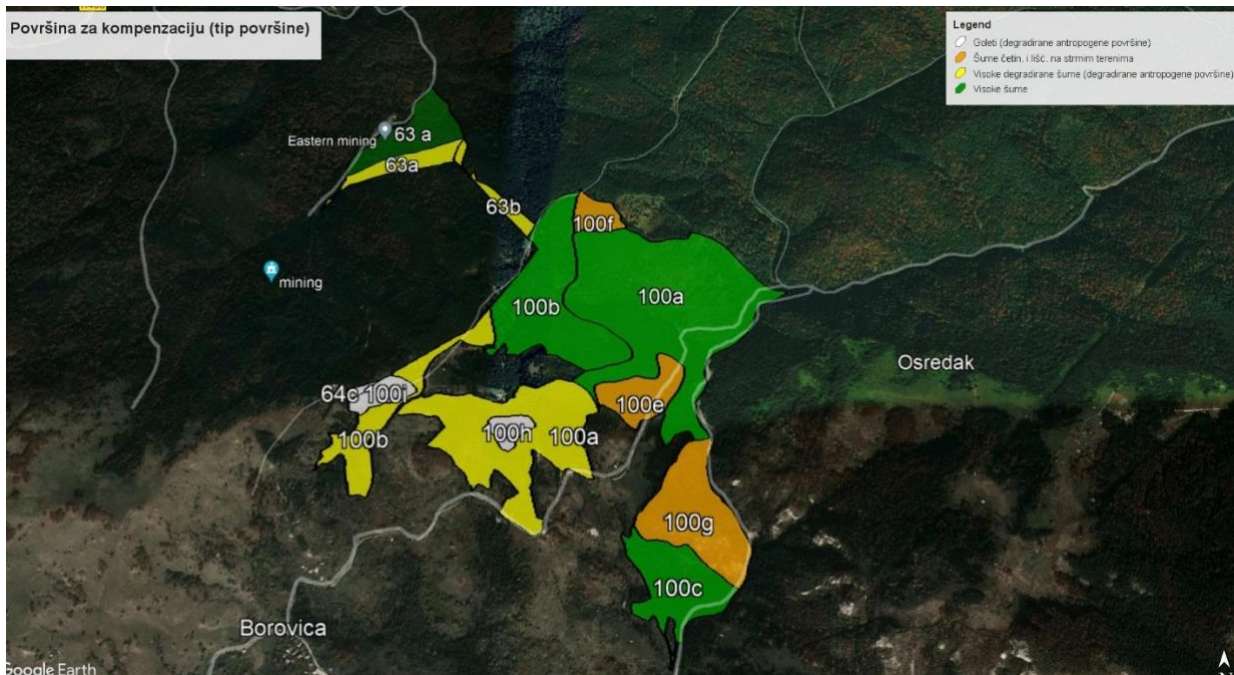 Površina za kompenzaciju (tip površine)
Legend
Goleti (degradirane antropogene površine)
Šume četin. i lišć. na strmim terenima
Visoke degradirane šume (degradirane antropogene površine)
Visoke šume
Eastern mining
63 a
63a
63b
100f
mining
100b
100a
Osredak
64c 100i
100e
100b
100h
100a
100g
100c
Borovica
Google Earth